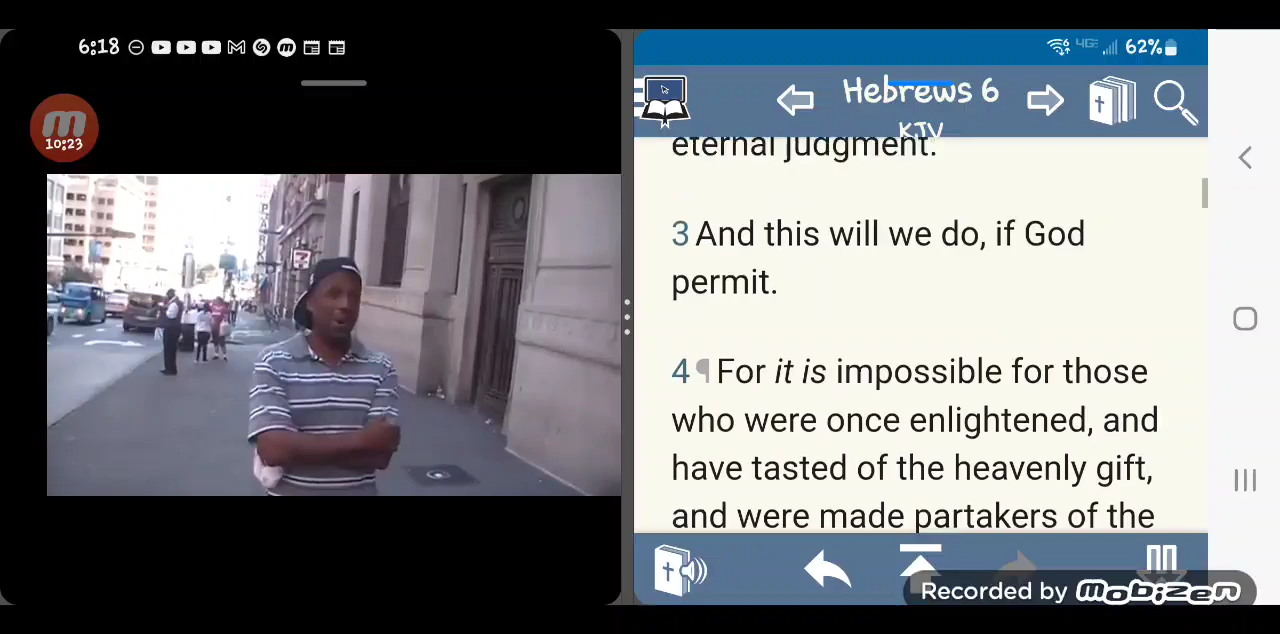 6:18
62%
10:23
Hebrews 6
KJV
eternal judgment.
3 And this will we do, if God
permit.
4 ¶ For it is impossible for those
who were once enlightened, and
have tasted of the heavenly gift,
and were made partakers of the
Recorded by Mobizen